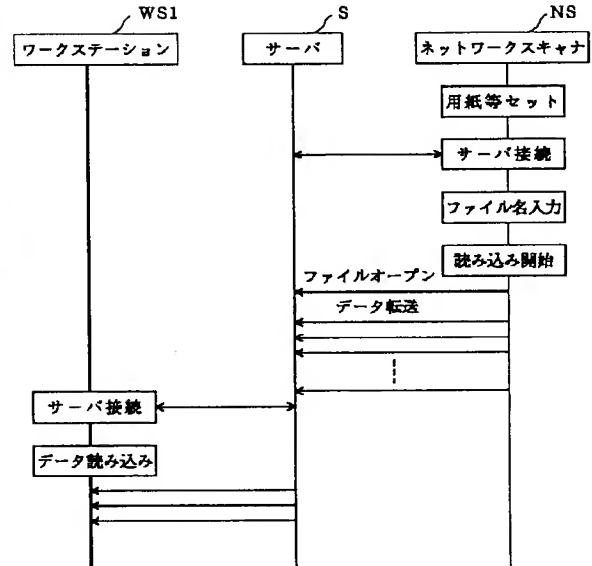 WS1
S
NS
ワークステーション
サーバ
ネットワークスキャナ
用紙等セット
サーバ接続
ファイル名入力
読み込み開始
ファイルオープン
データ転送
サーバ接続
データ読み込み